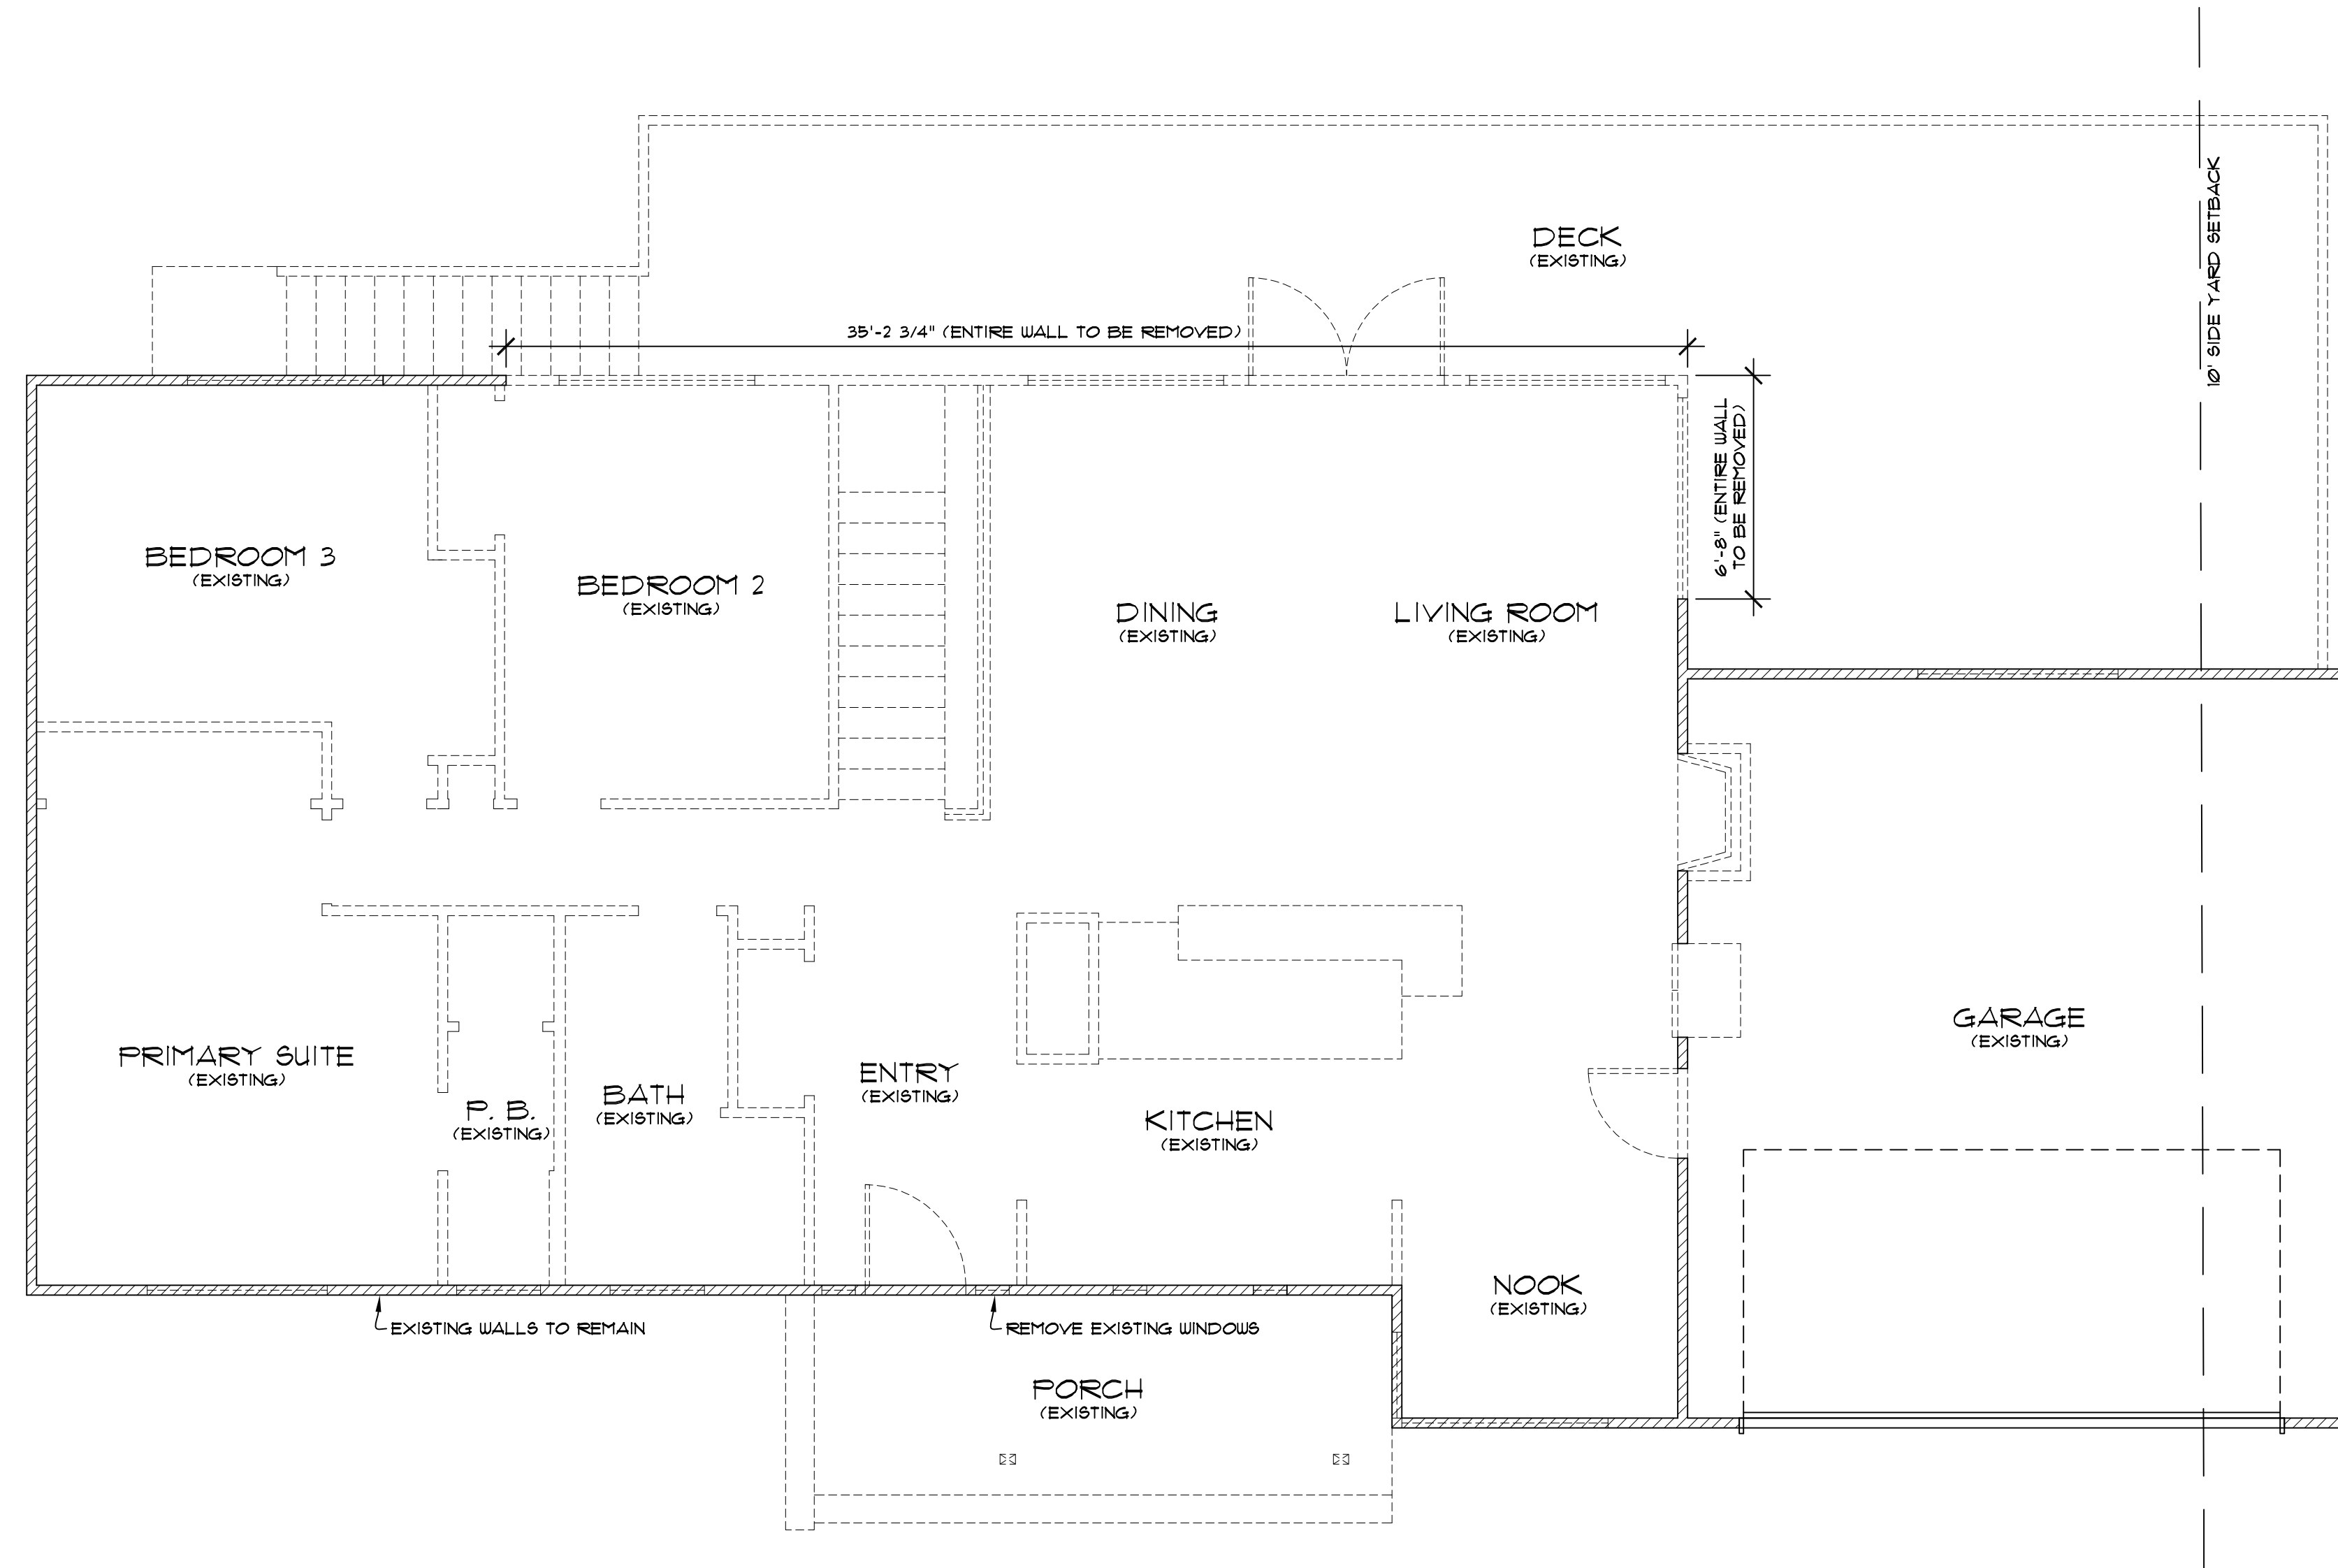 DECK
(EXISTING)
10' SIDE YARD SETBACK
35'-2 3/4" (ENTIRE WALL TO BE REMOVED)
6'-8" (ENTIRE WALL
TO BE REMOVED)
BEDROOM 3
(EXISTING)
BEDROOM 2
(EXISTING)
DINING
(EXISTING)
LIVING ROOM
(EXISTING)
PRIMARY SUITE
(EXISTING)
P. B.
(EXISTING)
BATH
(EXISTING)
ENTRY
(EXISTING)
KITCHEN
(EXISTING)
GARAGE
(EXISTING)
NOOK
(EXISTING)
EXISTING WALLS TO REMAIN
REMOVE EXISTING WINDOWS
PORCH
(EXISTING)